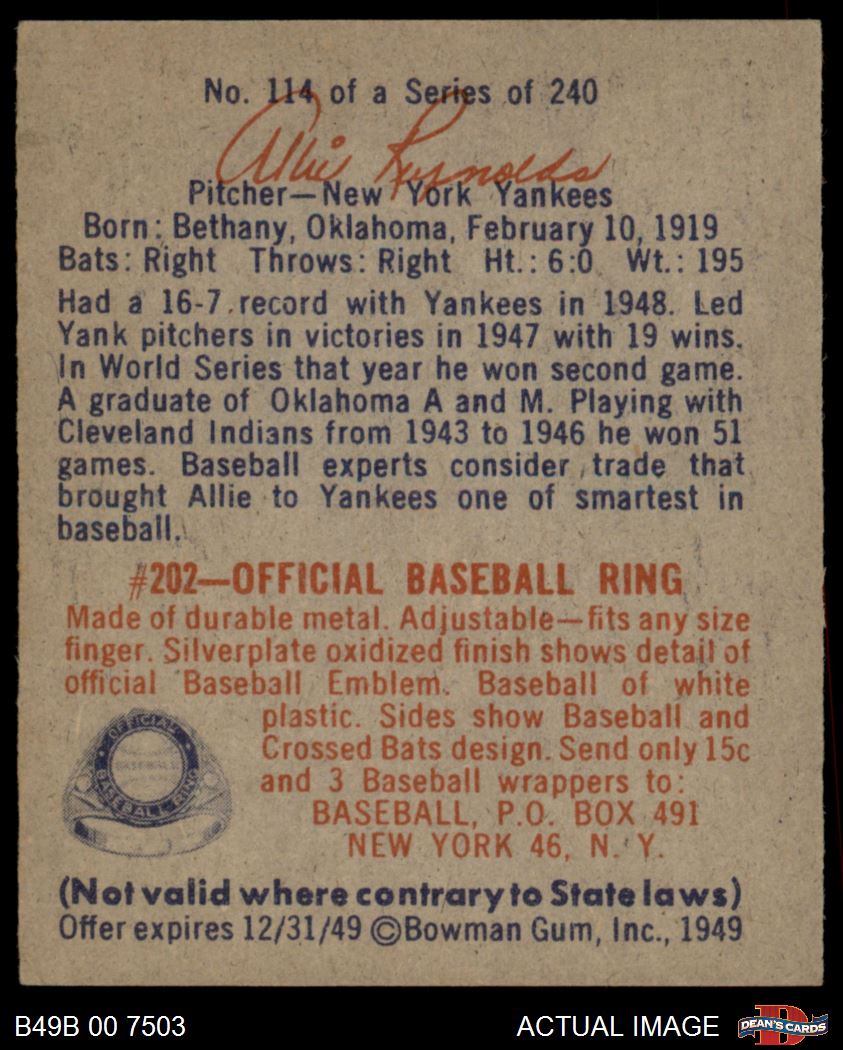 No. 114 of a Series of 240
Allie Reynolds
Pitcher—New York Yankees
Born: Bethany, Oklahoma, February 10, 1919
Bats: Right Throws: Right Ht.: 6:0 Wt.: 195
Had a 16-7 record with Yankees in 1948. Led
Yank pitchers in victories in 1947 with 19 wins.
In World Series that year he won second game.
A graduate of Oklahoma A and M. Playing with
Cleveland Indians from 1943 to 1946 he won 51
games. Baseball experts consider trade that
brought Allie to Yankees one of smartest in
baseball.
#202—OFFICIAL BASEBALL RING
Made of durable metal. Adjustable—fits any size
finger. Silverplate oxidized finish shows detail of
official Baseball Emblem. Baseball of white
plastic. Sides show Baseball and
Crossed Bats design. Send only 15c
and 3 Baseball wrappers to:
BASEBALL, P.O. BOX 491
NEW YORK 46, N. Y.
OFFICIAL
BASEBALL
BASEBALL RING
(Not valid where contrary to State laws)
Offer expires 12/31/49 ©Bowman Gum, Inc., 1949
B49B 00 7503
ACTUAL IMAGE
D
DEAN'S CARDS